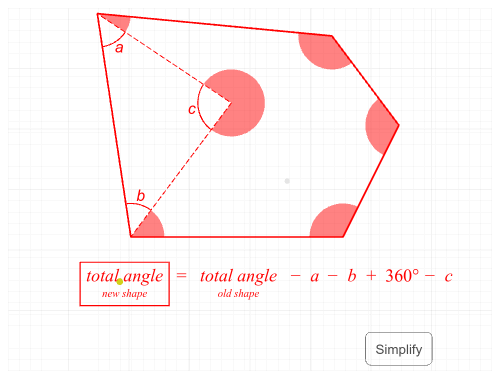 a
c
b
total angle = total angle − a − b + 360° − c
new shape old shape
Simplify